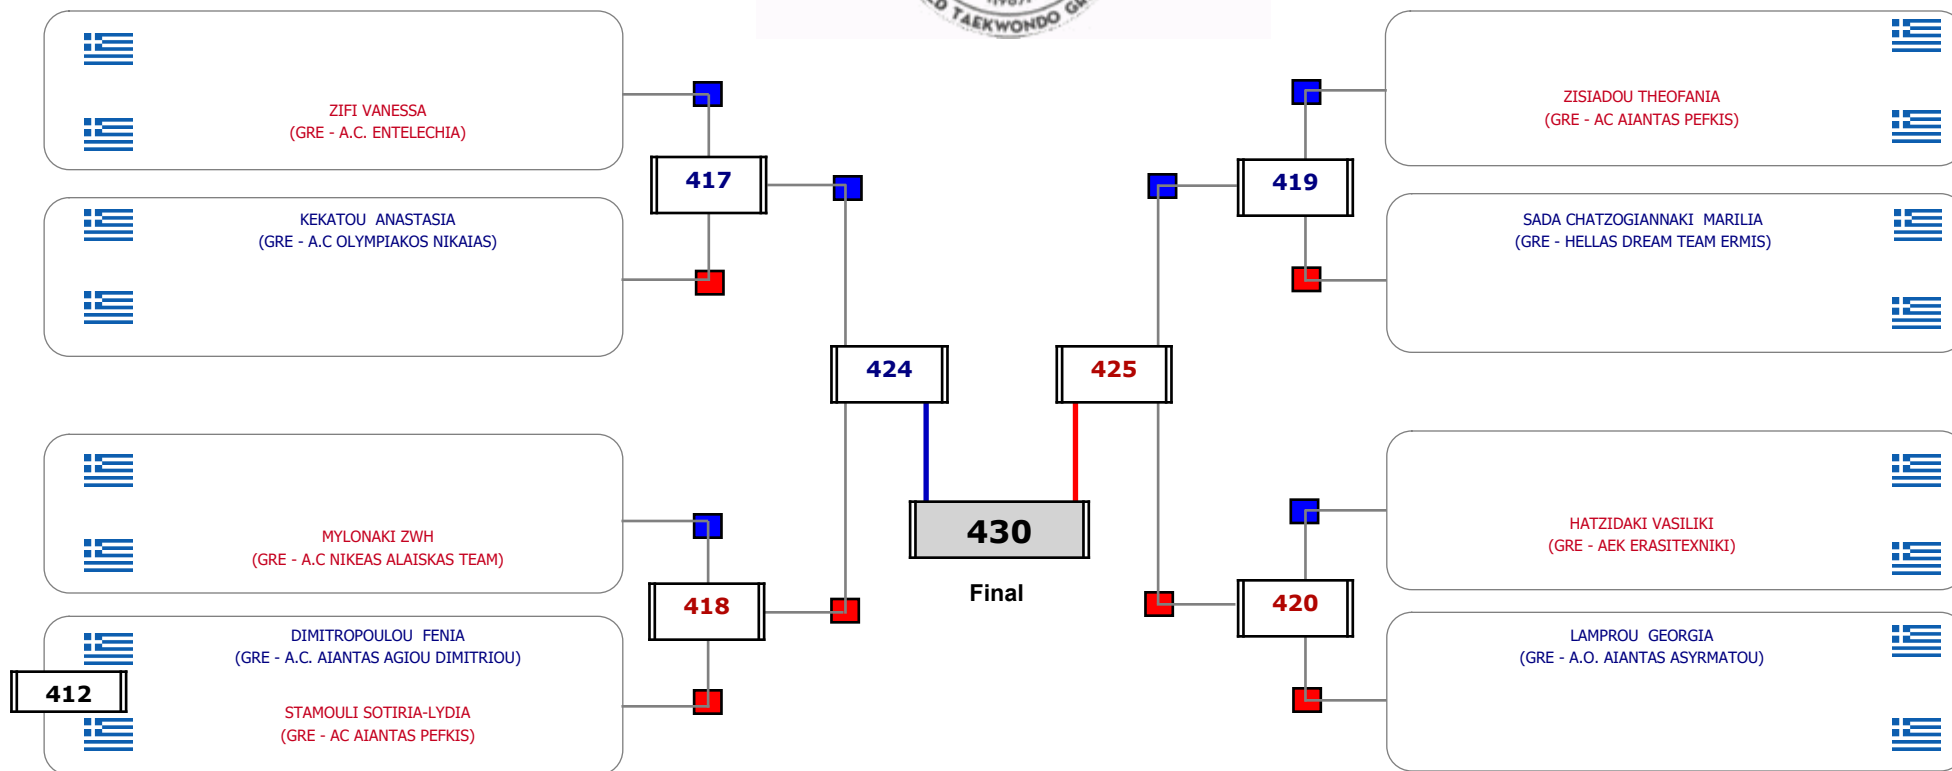 TAEKWONDO
ZIFI VANESSA
(GRE - A.C. ENTELECHIA)
417
KEKATOU ANASTASIA
(GRE - A.C OLYMPIAKOS NIKAIAS)
424
MYLONAKI ZWH
(GRE - A.C NIKEAS ALAISKAS TEAM)
418
DIMITROPOULOU FENIA
(GRE - A.C. AIANTAS AGIOU DIMITRIOU)
412
STAMOULI SOTIRIA-LYDIA
(GRE - AC AIANTAS PEFKIS)
430
Final
ZISIADOU THEOFANIA
(GRE - AC AIANTAS PEFKIS)
419
SADA CHATZOGIANNAKI MARILIA
(GRE - HELLAS DREAM TEAM ERMIS)
425
HATZIDAKI VASILIKI
(GRE - AEK ERASITEXNIKI)
420
LAMPROU GEORGIA
(GRE - A.O. AIANTAS ASYRMATOU)